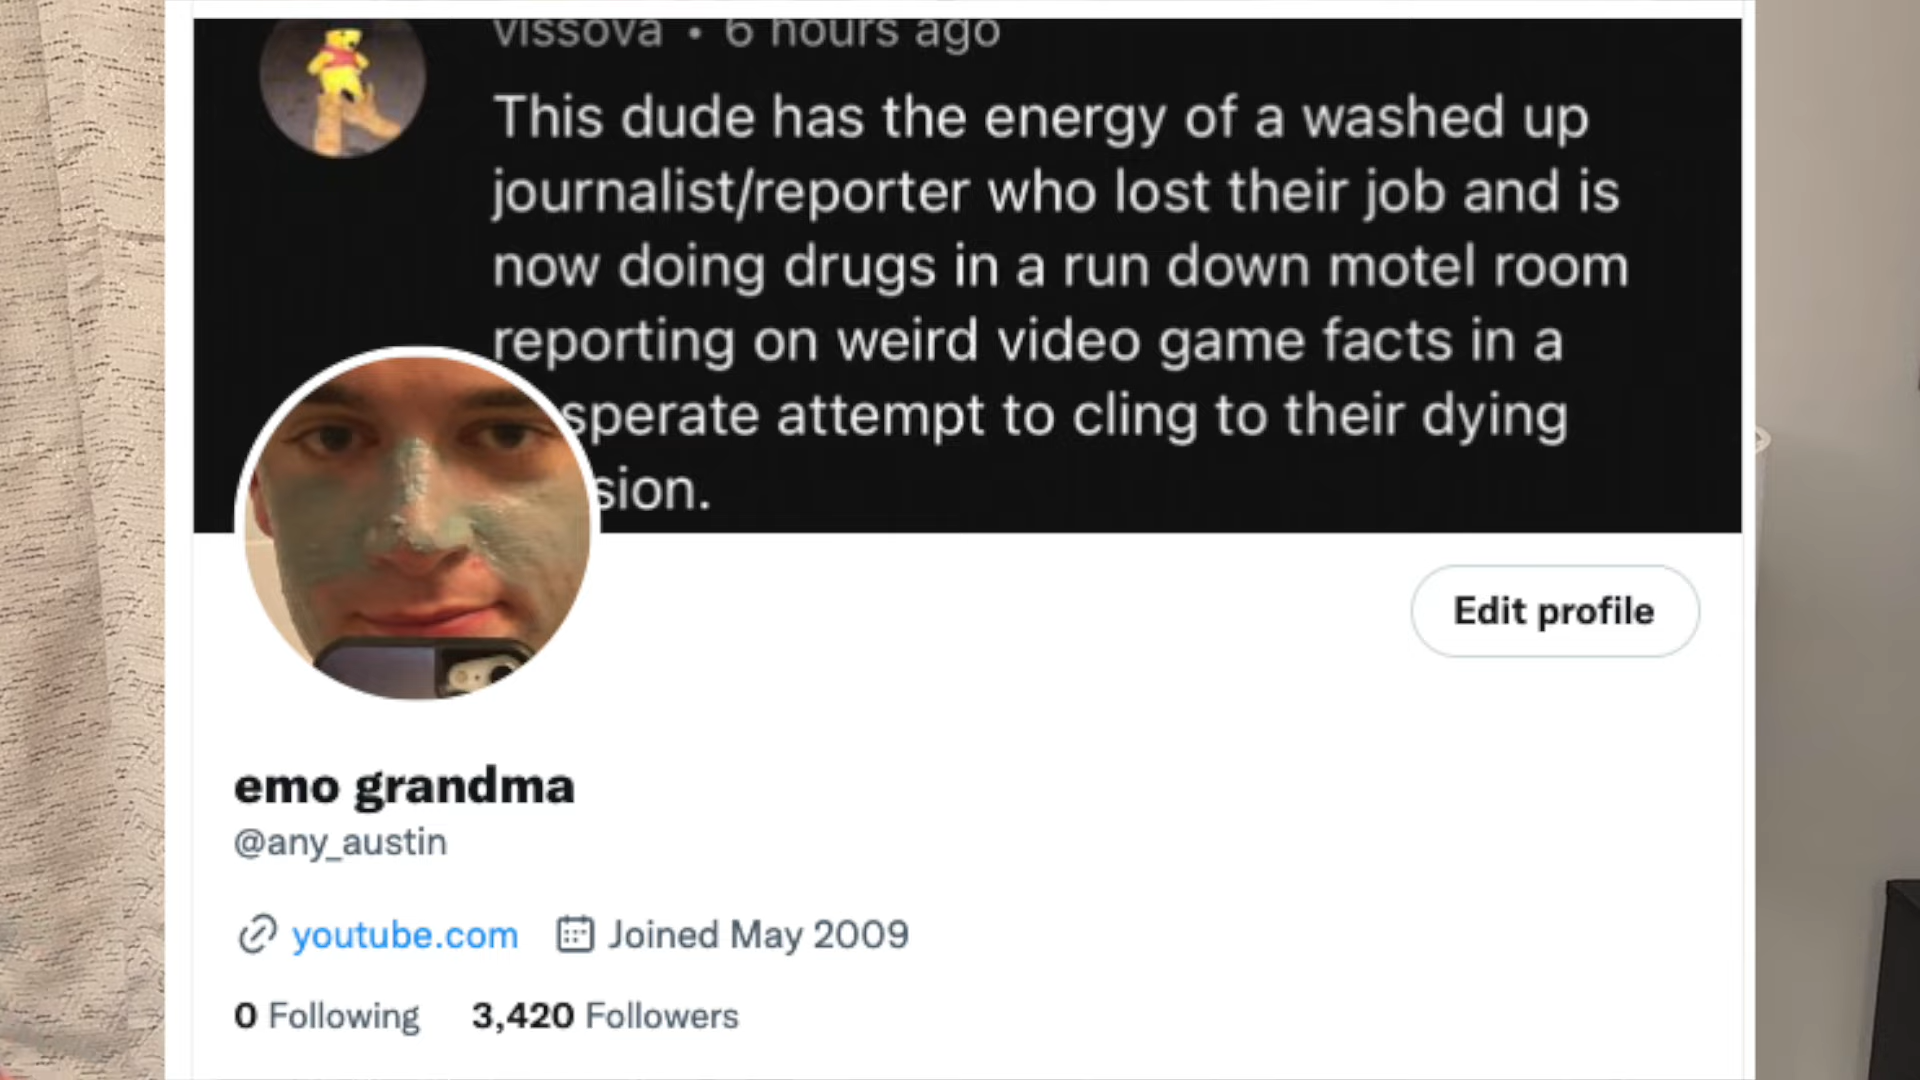 vissova • 6 hours ago
This dude has the energy of a washed up
journalist/reporter who lost their job and is
now doing drugs in a run down motel room
reporting on weird video game facts in a
sperate attempt to cling to their dying
sion.
Edit profile
emo grandma
@any_austin
youtube.com Joined May 2009
0 Following 3,420 Followers